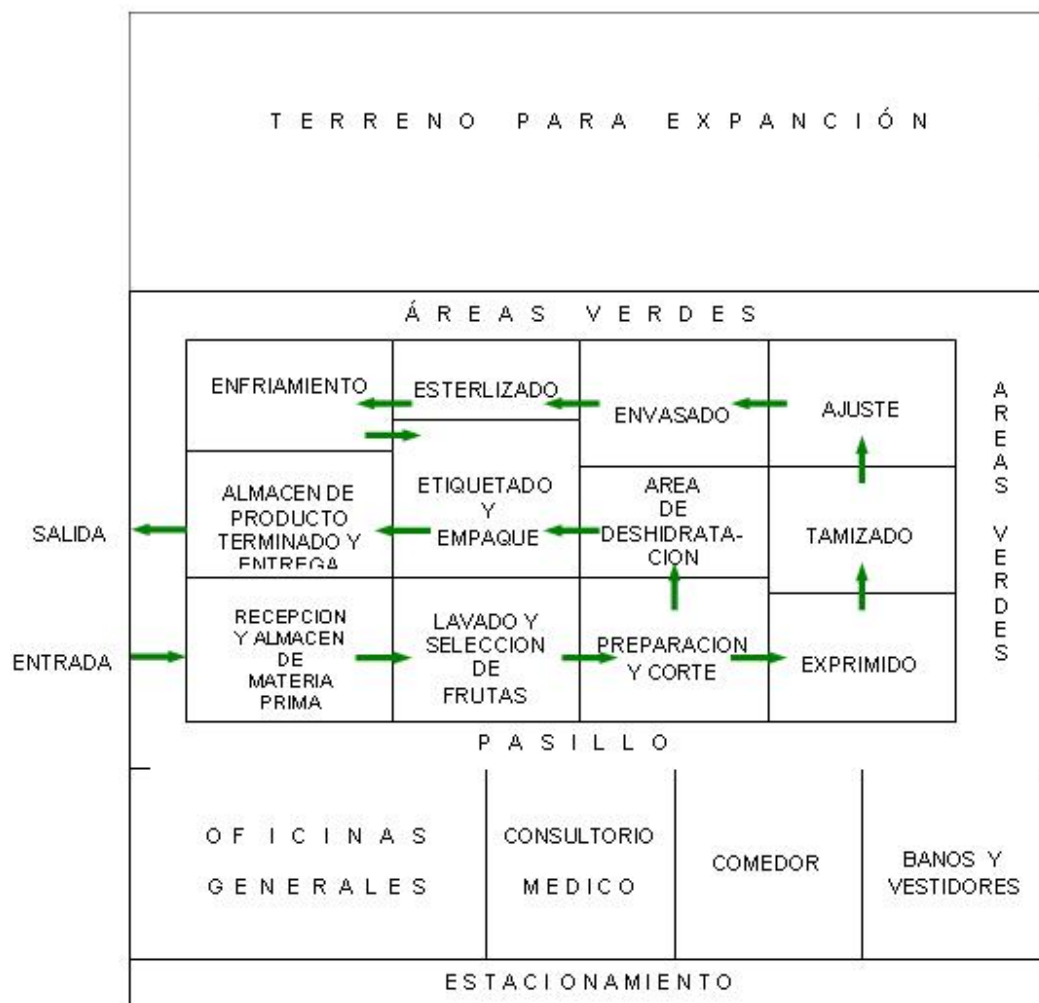 TERRENO PARA EXPANCIÓN
ÁREAS VERDES
ENFRIAMIENTO
ESTERLIZADO
ENVASADO
AJUSTE
AREAS VERDES
SALIDA
ALMACEN DE
PRODUCTO
TERMINADO Y
ENTREGA
ETIQUETADO
Y
EMPAQUE
AREA
DE
DESHIDRATA-
CION
TAMIZADO
ENTRADA
RECEPCION
Y ALMACEN
DE
MATERIA
PRIMA
LAVADO Y
SELECCION
DE
FRUTAS
PREPARACION
Y CORTE
EXPRIMIDO
PASILLO
OFICINAS
GENERALES
CONSULTORIO
MEDICO
COMEDOR
BANOS Y
VESTIDORES
ESTACIONAMIENTO